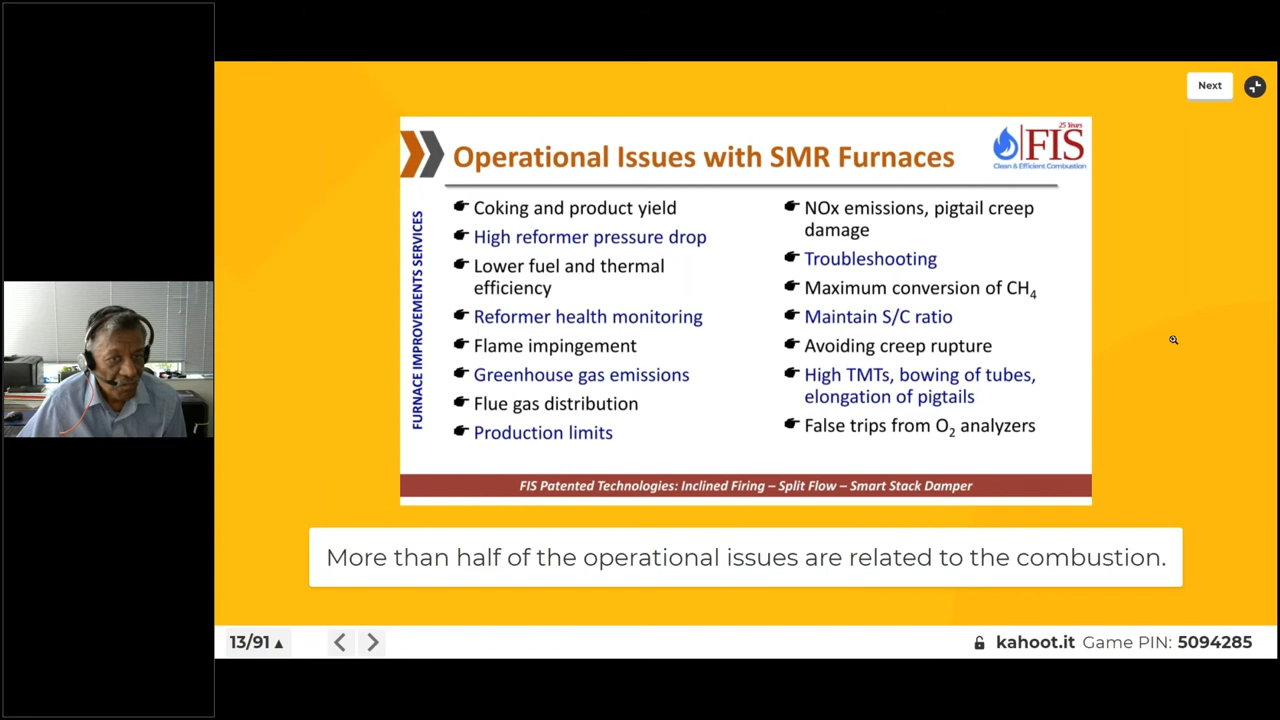 Next
Operational Issues with SMR Furnaces
25 Years
FIS
Clean & Efficient Combustion
FURNACE IMPROVEMENTS SERVICES
Coking and product yield
High reformer pressure drop
Lower fuel and thermal
efficiency
Reformer health monitoring
Flame impingement
Greenhouse gas emissions
Flue gas distribution
Production limits
NOx emissions, pigtail creep
damage
Troubleshooting
Maximum conversion of CH₄
Maintain S/C ratio
Avoiding creep rupture
High TMTs, bowing of tubes,
elongation of pigtails
False trips from O₂ analyzers
FIS Patented Technologies: Inclined Firing – Split Flow – Smart Stack Damper
More than half of the operational issues are related to the combustion.
13/91
kahoot.it Game PIN: 5094285